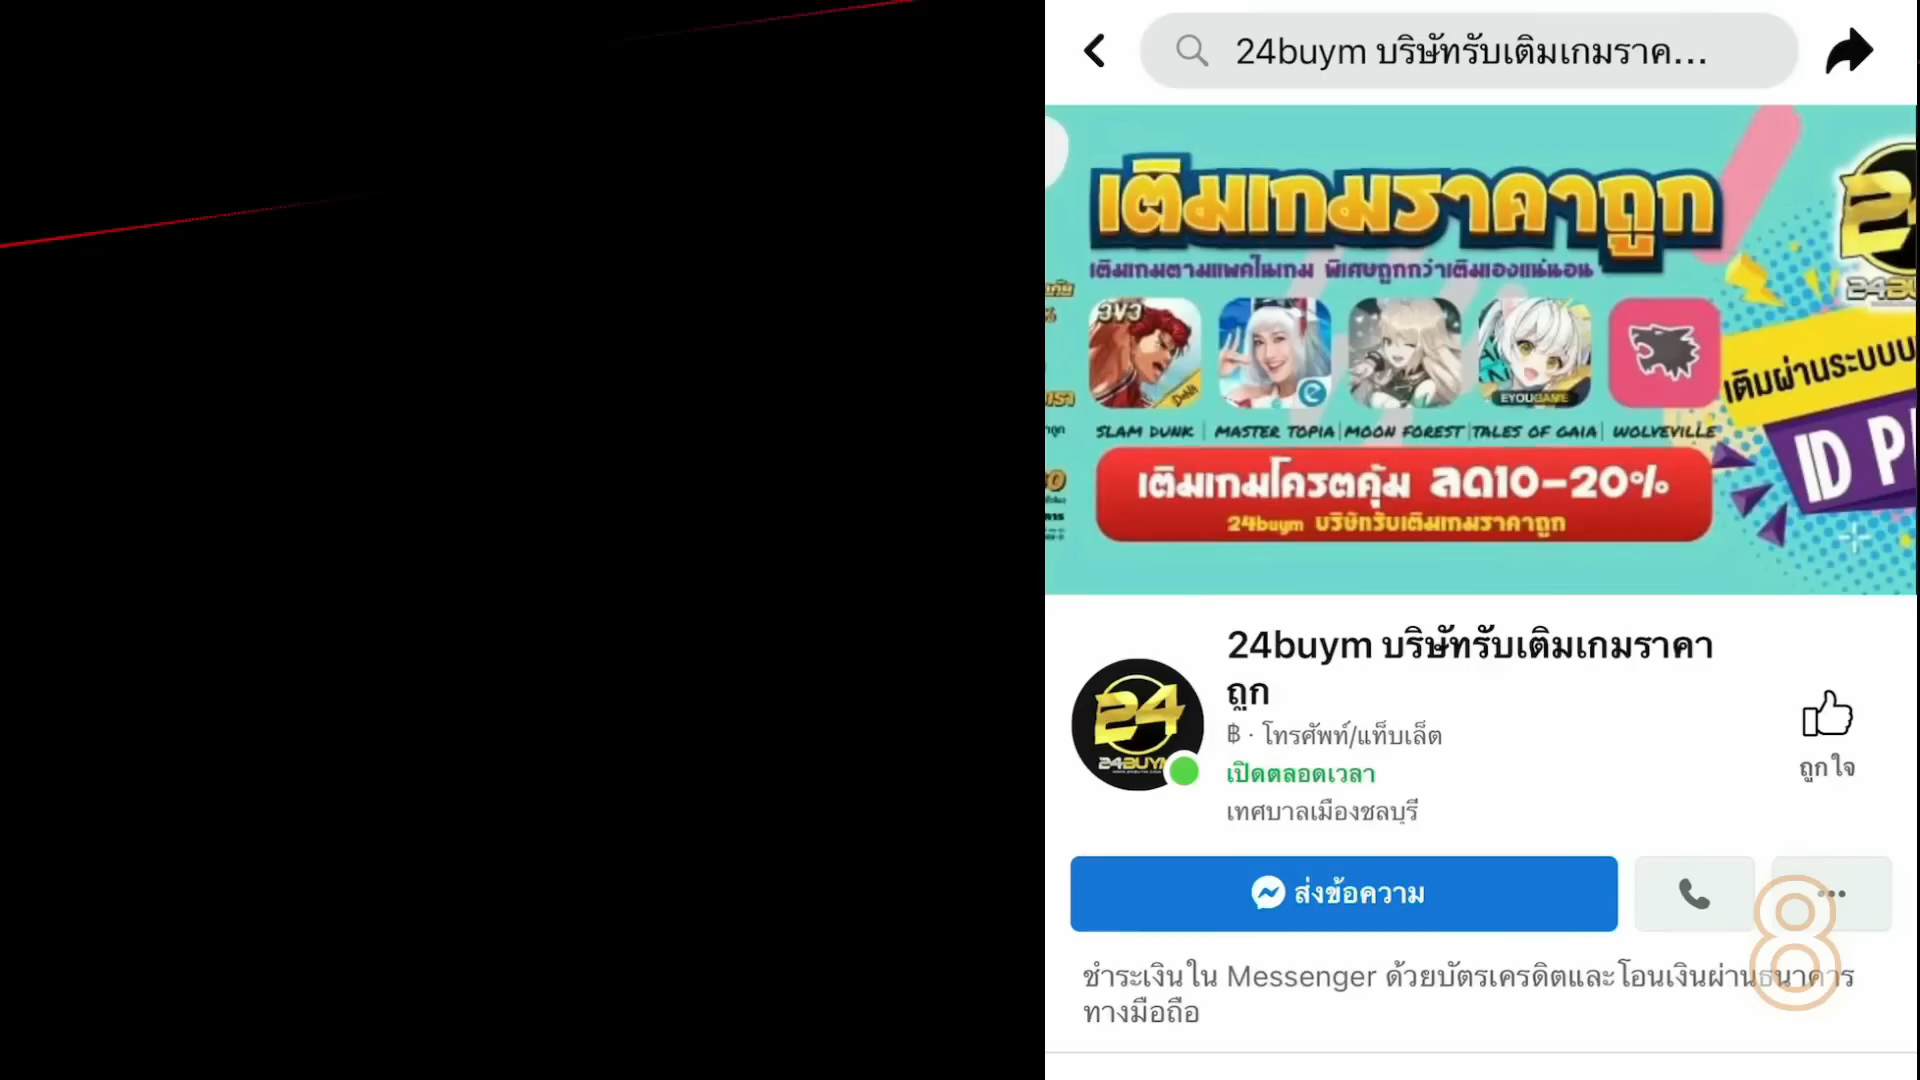 24buym บริษัทรับเติมเกมราค...
เติมเกมราคาถูก
เติมเกมตามแพคในเกม พิเศษถูกกว่าเติมเองแน่นอน
3V3
EYOUGAME
SLAM DUNK | MASTER TOPIA | MOON FOREST | TALES OF GAIA | WOLVEVILLE
เติมเกมโครตคุ้ม ลด10-20%
24buym บริษัทรับเติมเกมราคาถูก
เติมผ่านระบบ
ID
24buym บริษัทรับเติมเกมราคา
ถูก
฿ · โทรศัพท์/แท็บเล็ต
เปิดตลอดเวลา
เทศบาลเมืองชลบุรี
24
24BUYM
ถูกใจ
ส่งข้อความ
8
ชำระเงินใน Messenger ด้วยบัตรเครดิตและโอนเงินผ่านธนาคาร
ทางมือถือ